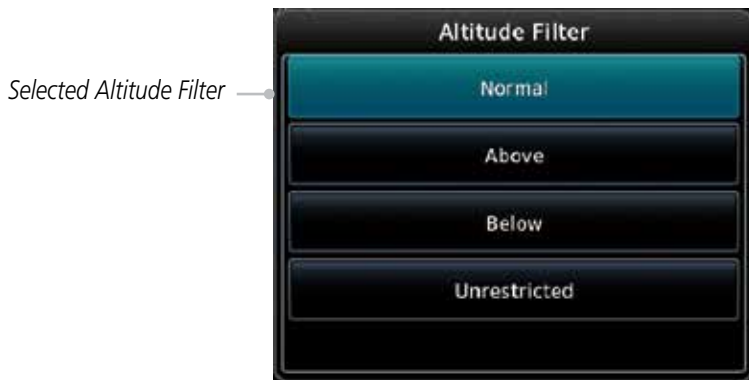 Altitude Filter
Selected Altitude Filter
Normal
Above
Below
Unrestricted